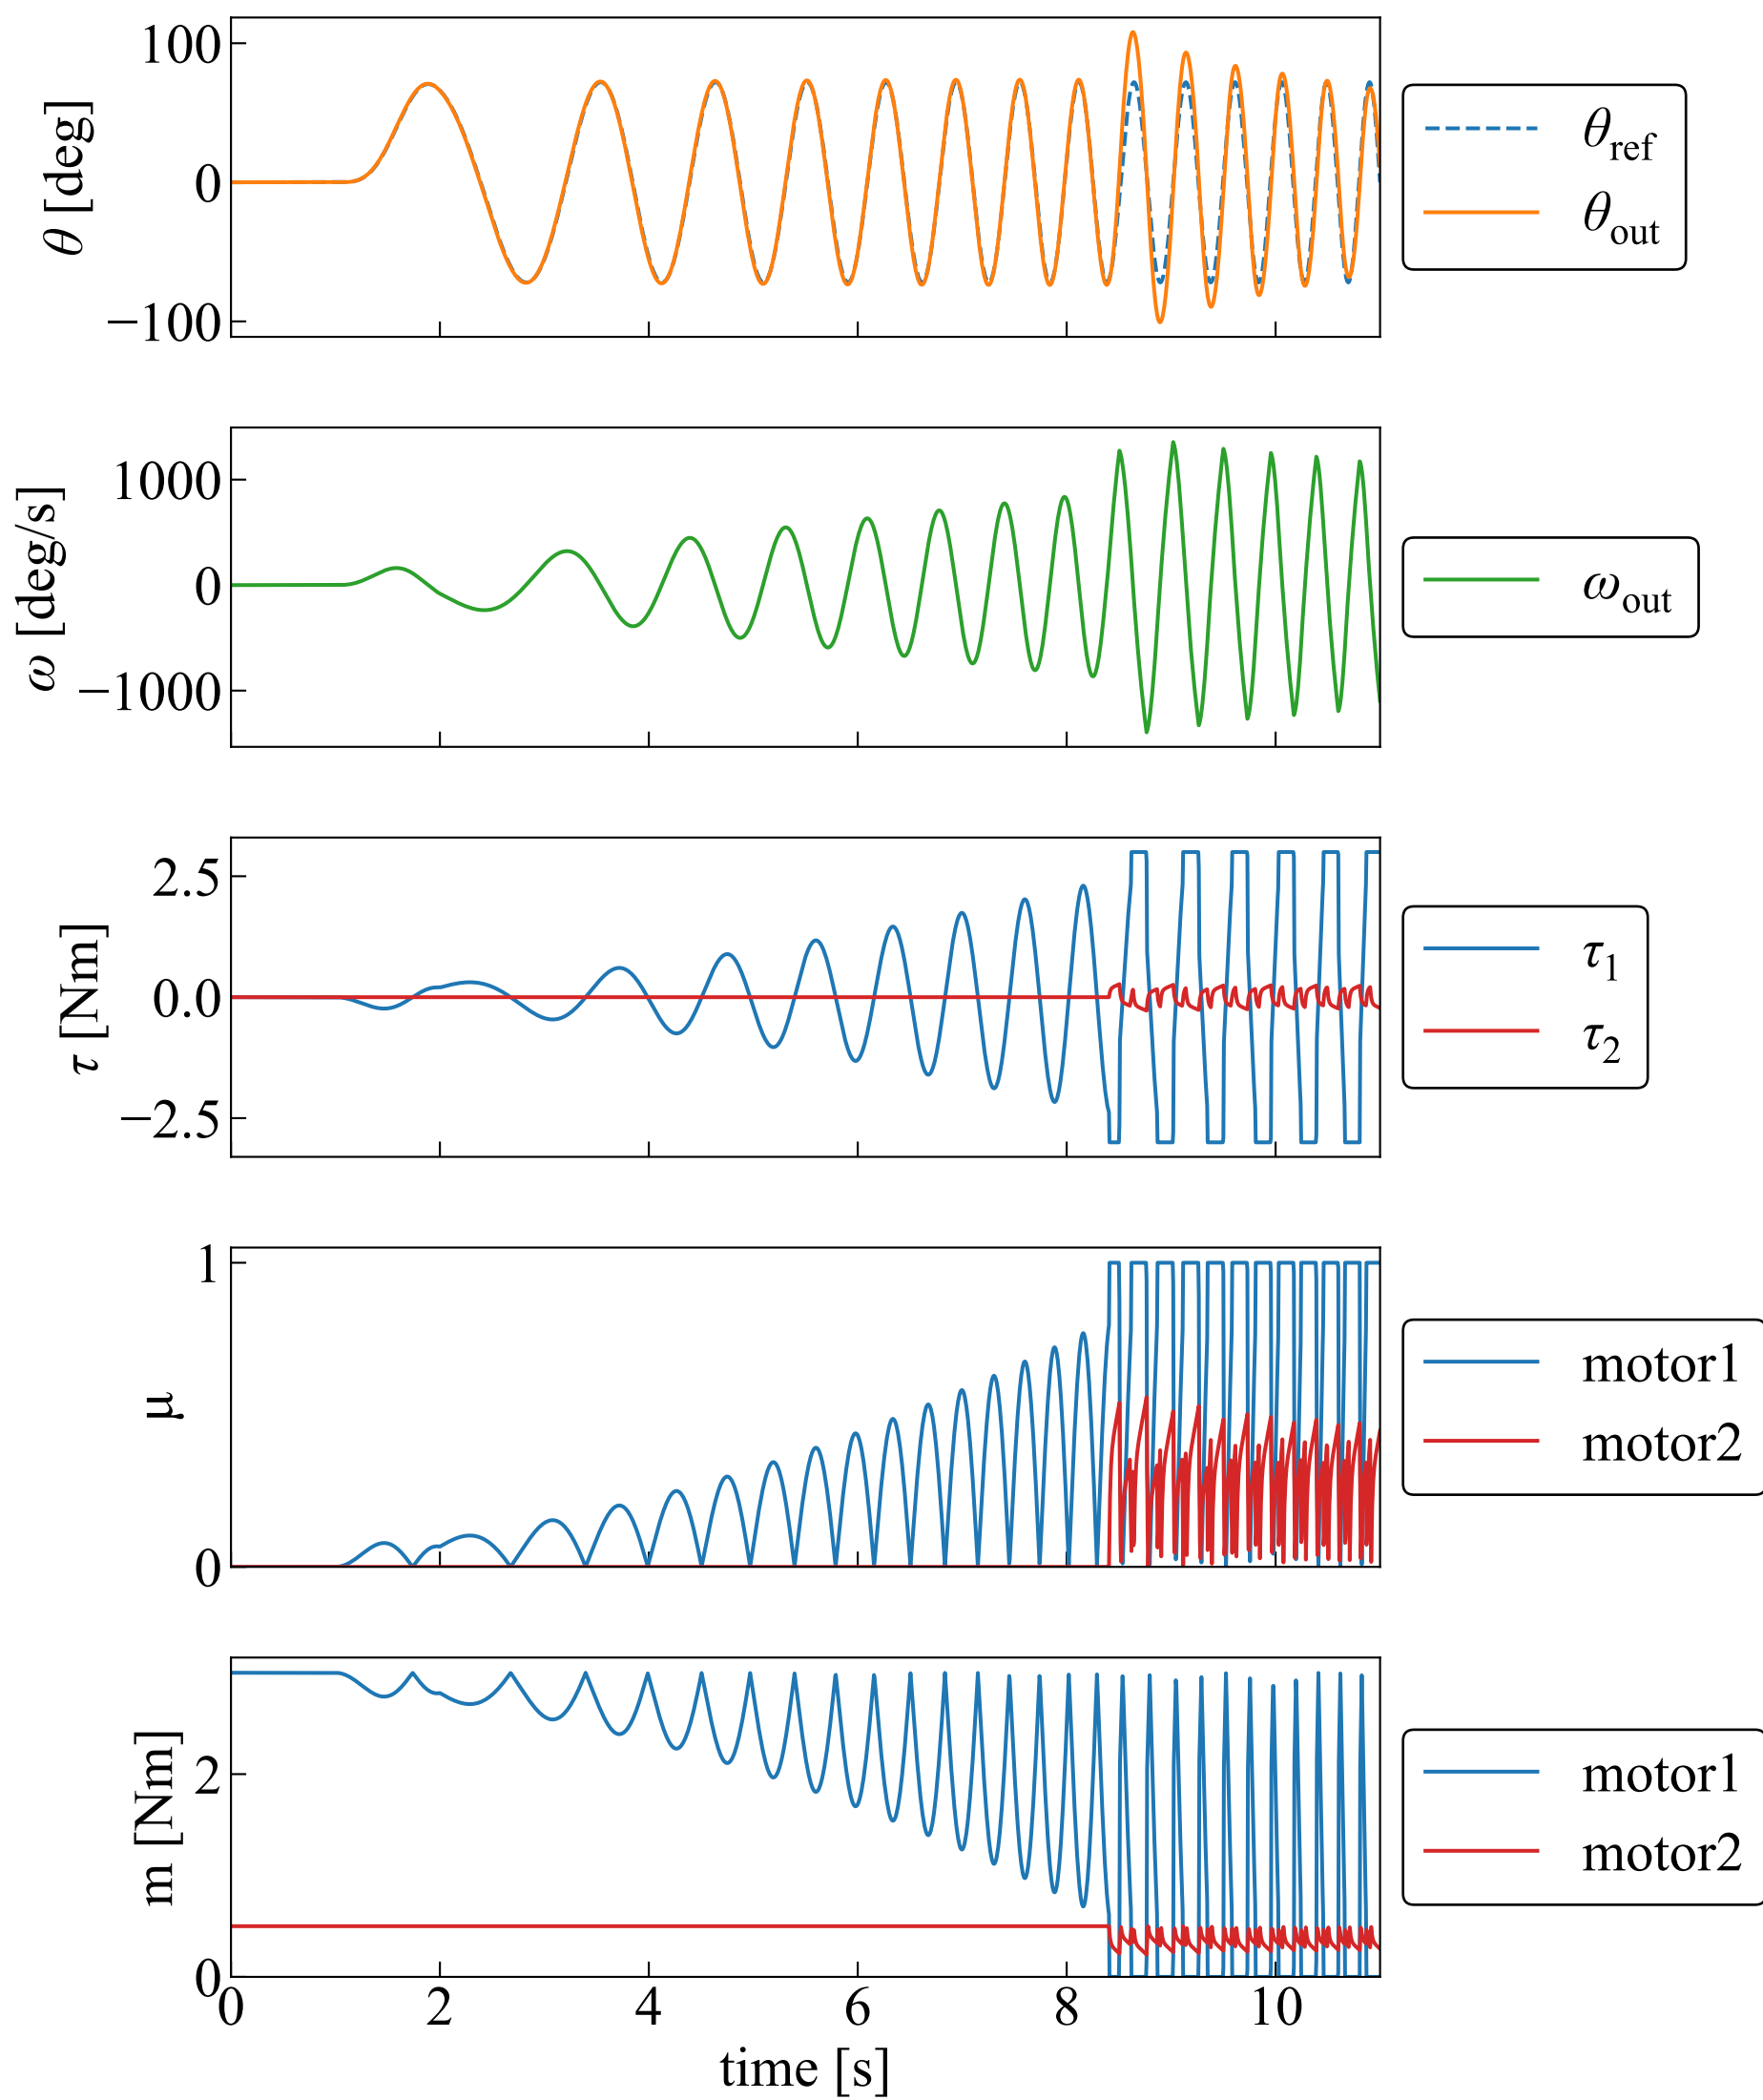 θ [deg]
100
0
−100
θref
θout
ω [deg/s]
1000
0
−1000
ωout
τ [Nm]
2.5
0.0
−2.5
τ1
τ2
μ
1
0
motor1
motor2
m [Nm]
2
0
motor1
motor2
0 2 4 6 8 10
time [s]